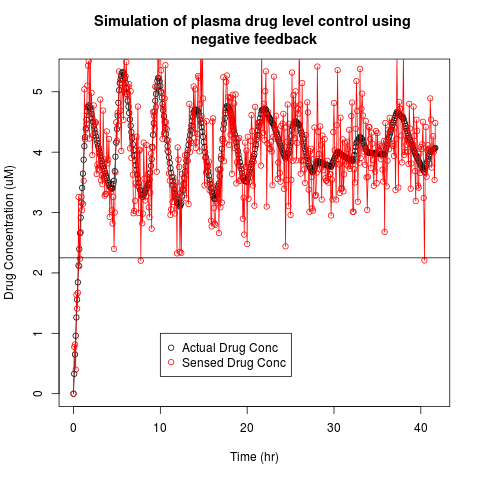 Simulation of plasma drug level control using
negative feedback
Drug Concentration (uM)
5
4
3
2
1
0
Actual Drug Conc
Sensed Drug Conc
0 10 20 30 40
Time (hr)